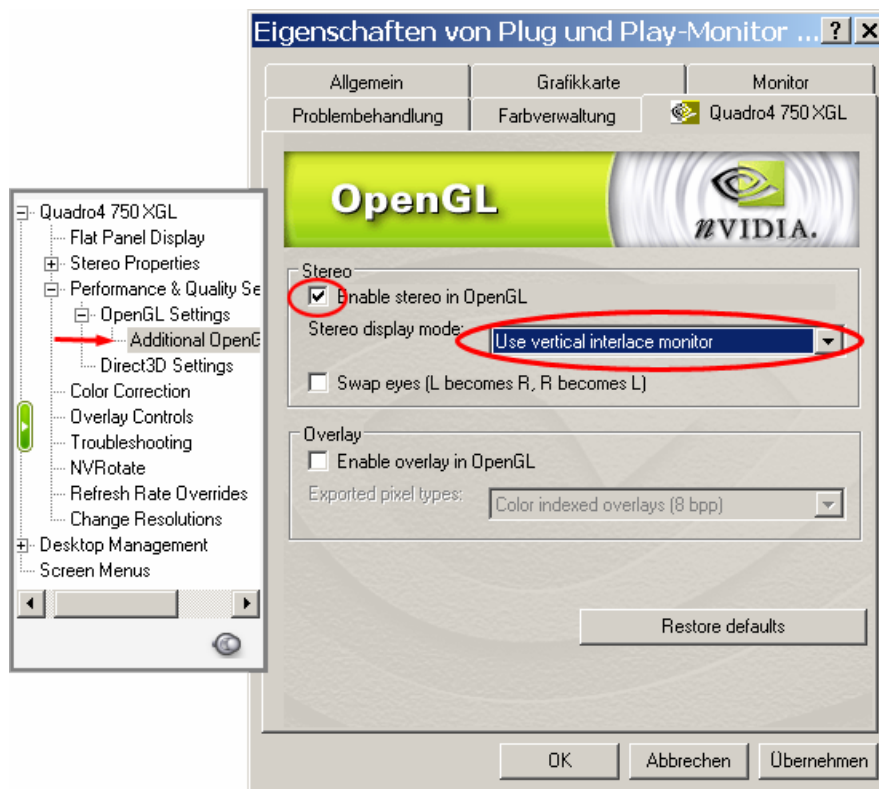 Eigenschaften von Plug und Play-Monitor ...
Allgemein
Grafikkarte
Monitor
Problembehandlung
Farbverwaltung
Quadro4 750 XGL
OpenGL
nVIDIA.
Quadro4 750 XGL
Flat Panel Display
Stereo Properties
Performance & Quality Se
OpenGL Settings
Additional OpenG
Direct3D Settings
Color Correction
Overlay Controls
Troubleshooting
NVRotate
Refresh Rate Overrides
Change Resolutions
Desktop Management
Screen Menus
Stereo
Enable stereo in OpenGL
Stereo display mode:
Use vertical interlace monitor
Swap eyes (L becomes R, R becomes L)
Overlay
Enable overlay in OpenGL
Exported pixel types:
Color indexed overlays (8 bpp)
Restore defaults
OK
Abbrechen
Übernehmen